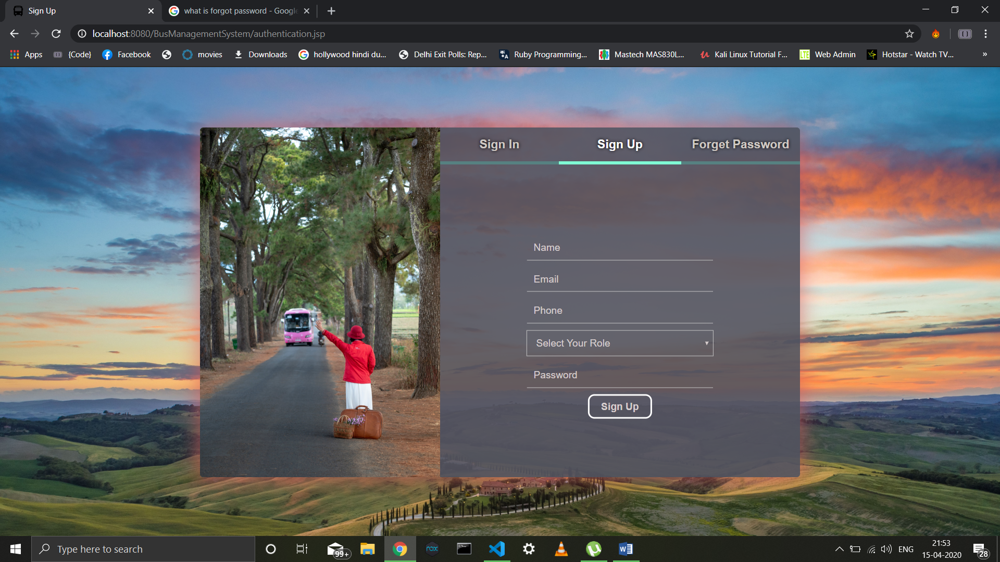 Sign Up
what is forgot password - Google
localhost:8080/BusManagementSystem/authentication.jsp
Apps
{Code}
Facebook
movies
Downloads
hollywood hindi du...
Delhi Exit Polls: Rep...
Ruby Programming...
Mastech MAS830L...
Kali Linux Tutorial F...
LTE
Web Admin
Hotstar - Watch TV...
»
Sign In
Sign Up
Forget Password
Name
Email
Phone
Select Your Role
Password
Sign Up
Type here to search
99+
nox
ENG
21:53
15-04-2020
28